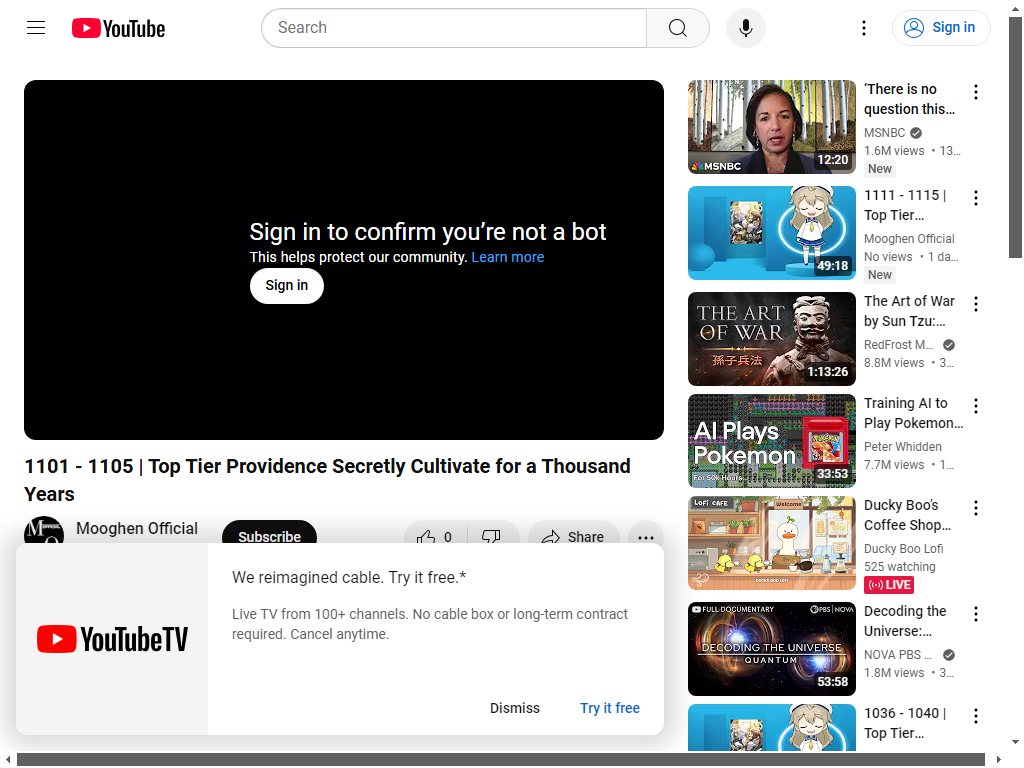 YouTube
Search
Sign in
Sign in to confirm you’re not a bot
This helps protect our community. Learn more
Sign in
1101 - 1105 | Top Tier Providence Secretly Cultivate for a Thousand
Years
Mooghen Official
Subscribe
0
Share
YouTubeTV
We reimagined cable. Try it free.*
Live TV from 100+ channels. No cable box or long-term contract
required. Cancel anytime.
Dismiss
Try it free
MSNBC
12:20
‘There is no
question this…
MSNBC
1.6M views • 13…
New
49:18
1111 - 1115 |
Top Tier…
Mooghen Official
No views • 1 da…
New
THE ART
OF WAR
孫子兵法
1:13:26
The Art of War
by Sun Tzu:…
RedFrost M…
8.8M views • 3…
AI Plays
Pokemon
For 50k Hours
33:53
Training AI to
Play Pokemon…
Peter Whidden
7.7M views • 1…
LOFI CAFE
Welcome
DUCKY BOO LOFI
Ducky Boo’s
Coffee Shop…
Ducky Boo Lofi
525 watching
LIVE
FULL DOCUMENTARY
PBS NOVA
DECODING THE UNIVERSE
QUANTUM
53:58
Decoding the
Universe:…
NOVA PBS …
1.8M views • 3…
1036 - 1040 |
Top Tier…